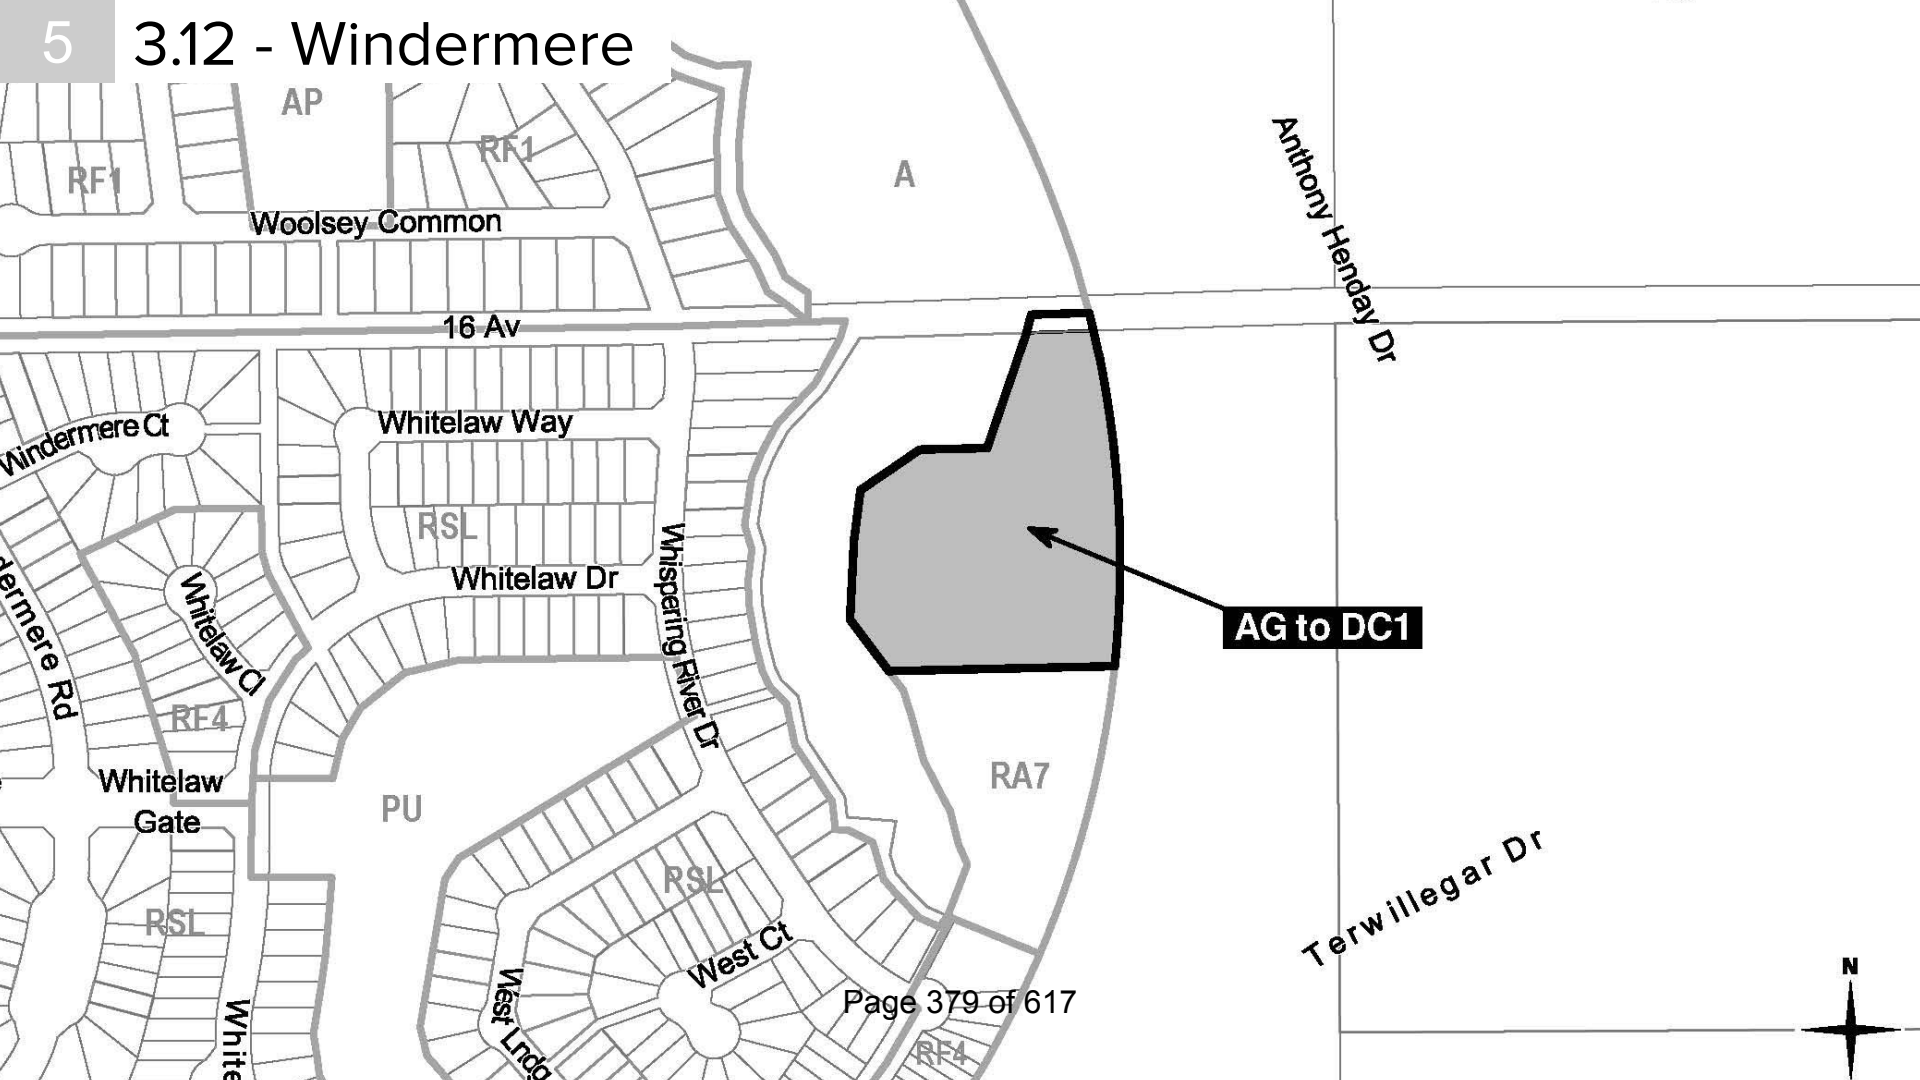 5
3.12 - Windermere
AP
RF1
RF1
A
Anthony Henday Dr
Woolsey Common
16 Av
Whitelaw Way
Windermere Ct
RSL
Whitelaw Dr
Whispering River Dr
Whitelaw Cl
AG to DC1
dermere Rd
RF4
RA7
Whitelaw
Gate
PU
RSL
RSL
Terwillegar Dr
West Ct
West Lndg
White
Page 379 of 617
RF4
N